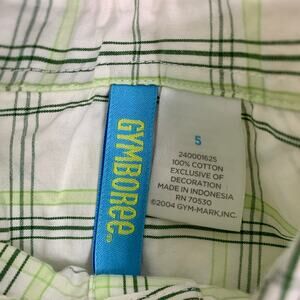 GYMBOREE®
5
240001625
100% COTTON
EXCLUSIVE OF
DECORATION
MADE IN INDONESIA
RN 70530
©2004 GYM-MARK,INC.